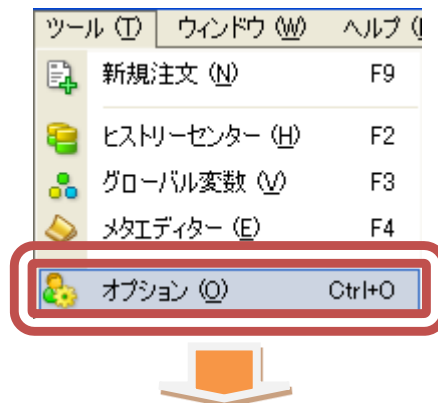 ツール (T) ウィンドウ (W) ヘルプ (
新規注文 (N) F9
ヒストリーセンター (H) F2
グローバル変数 (V) F3
メタエディター (E) F4
オプション (O) Ctrl+O